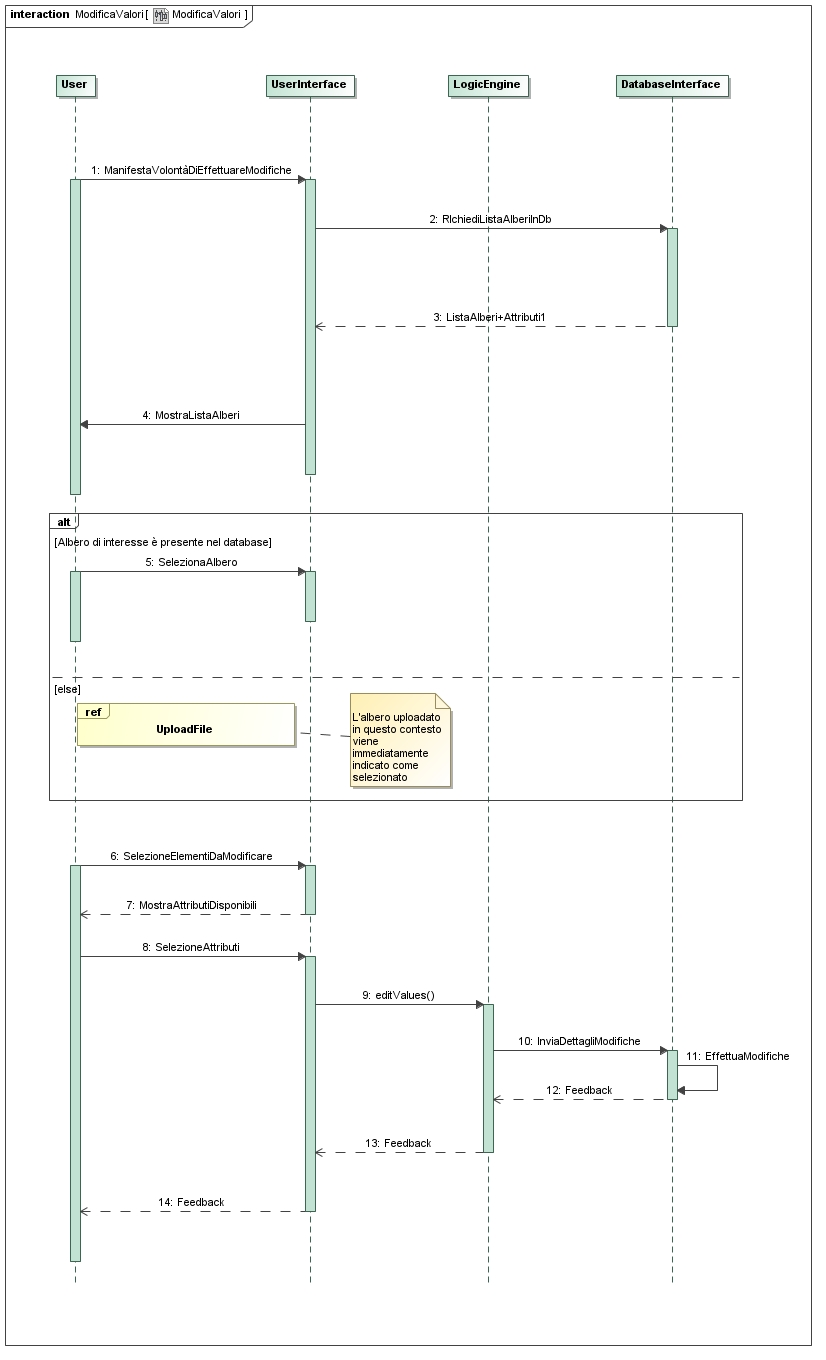 interaction ModificaValori[ ModificaValori ]
User UserInterface LogicEngine DatabaseInterface
1: ManifestaVolontàDiEffettuareModifiche
2: RIchiediListaAlberiInDb
3: ListaAlberi+Attributi1
4: MostraListaAlberi
alt
[Albero di interesse è presente nel database]
5: SelezionaAlbero
[else]
ref
UploadFile
L'albero uploadato
in questo contesto
viene
immediatamente
indicato come
selezionato
6: SelezioneElementiDaModificare
7: MostraAttributiDisponibili
8: SelezioneAttributi
9: editValues()
10: InviaDettagliModifiche
11: EffettuaModifiche
12: Feedback
13: Feedback
14: Feedback